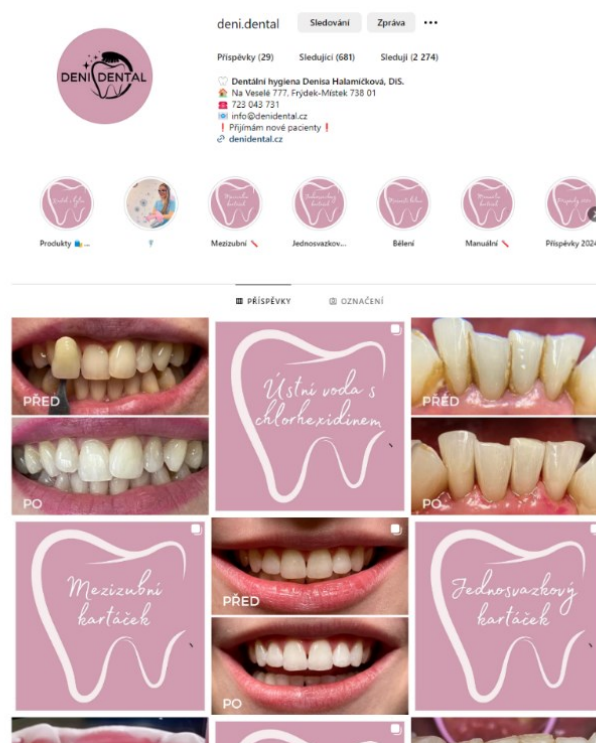 deni.dental Sledování Zpráva •••
Příspěvky (29) Sledující (681) Sleduji (2 274)
DENI DENTAL
Dentální hygiena Denisa Halamíčková, DiS.
Na Veselé 777, Frýdek-Místek 738 01
723 043 731
info@denidental.cz
❗ Přijímám nové pacienty ❗
denidental.cz
Produkty
Mezizubní
Jednosvazkov...
Bělení
Manuální
Příspěvky 2024
PŘÍSPĚVKY OZNAČENÍ
PŘED
PO
Ústní voda s
chlorhexidinem
PŘED
PO
Mezizubní
kartáček
PŘED
PO
Jednosvazkový
kartáček